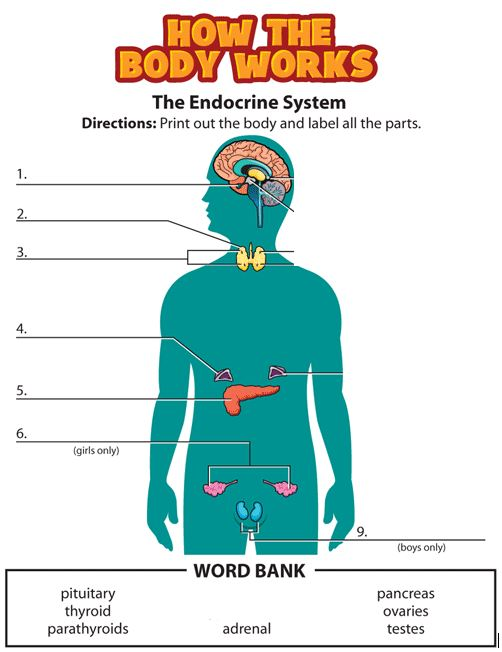 HOW THE
BODY WORKS
The Endocrine System
Directions: Print out the body and label all the parts.
1.
2.
3.
4.
5.
6.
(girls only)
9.
(boys only)
WORD BANK
pituitary pancreas
thyroid ovaries
parathyroids adrenal testes